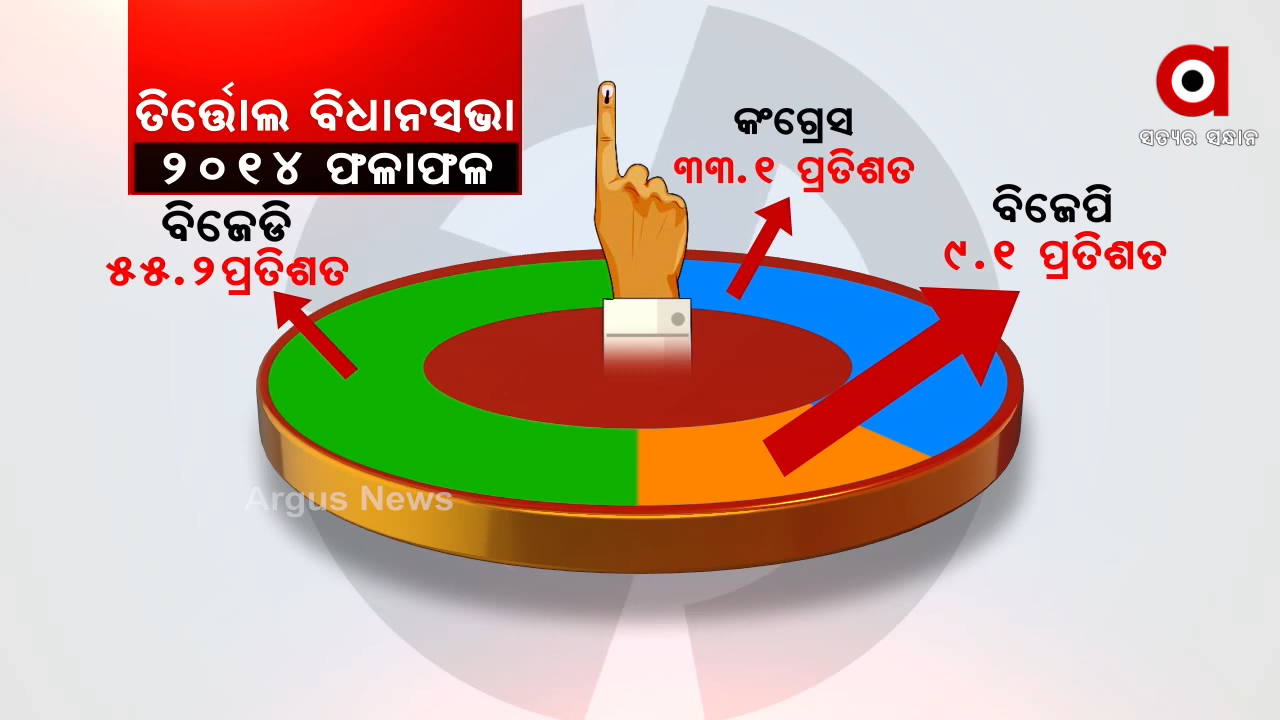 ତିର୍ତ୍ତୋଲ ବିଧାନସଭା
୨୦୧୪ ଫଳାଫଳ
ବିଜେଡି
୫୫.୨ପ୍ରତିଶତ
କଂଗ୍ରେସ
୩୩.୧ ପ୍ରତିଶତ
ବିଜେପି
୯.୧ ପ୍ରତିଶତ
ସତ୍ୟର ସନ୍ଧାନ
Argus News